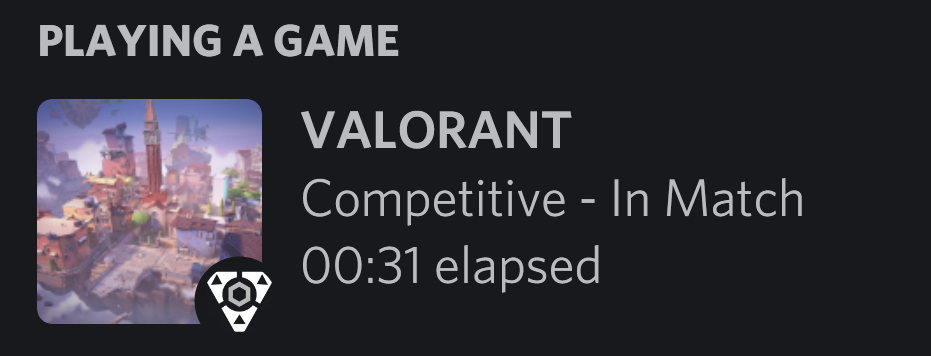 PLAYING A GAME
VALORANT
Competitive - In Match
00:31 elapsed